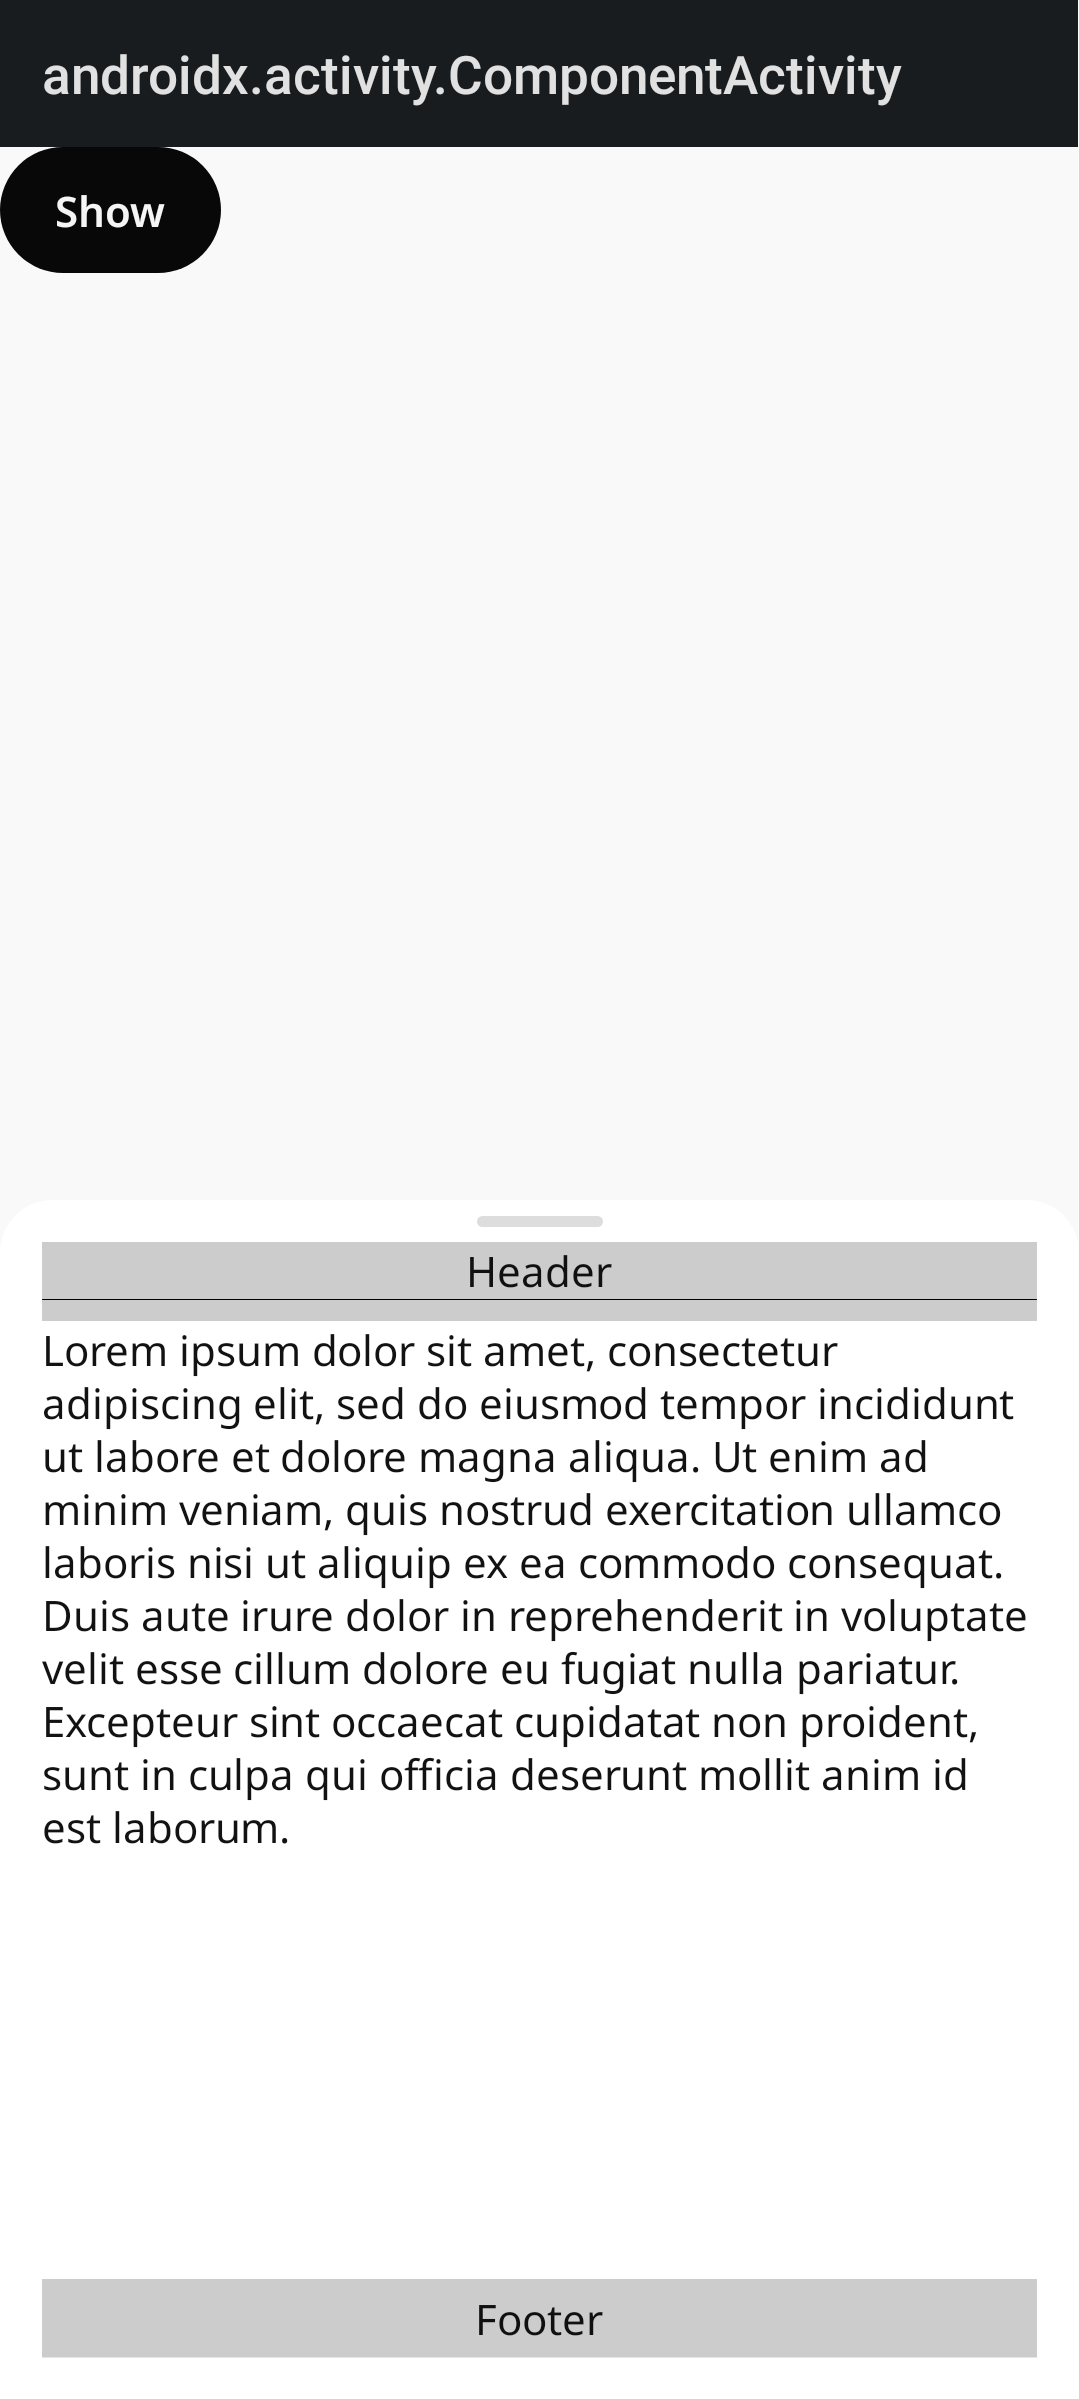 androidx.activity.ComponentActivity
Show
Header
Lorem ipsum dolor sit amet, consectetur
adipiscing elit, sed do eiusmod tempor incididunt
ut labore et dolore magna aliqua. Ut enim ad
minim veniam, quis nostrud exercitation ullamco
laboris nisi ut aliquip ex ea commodo consequat.
Duis aute irure dolor in reprehenderit in voluptate
velit esse cillum dolore eu fugiat nulla pariatur.
Excepteur sint occaecat cupidatat non proident,
sunt in culpa qui officia deserunt mollit anim id
est laborum.
Footer